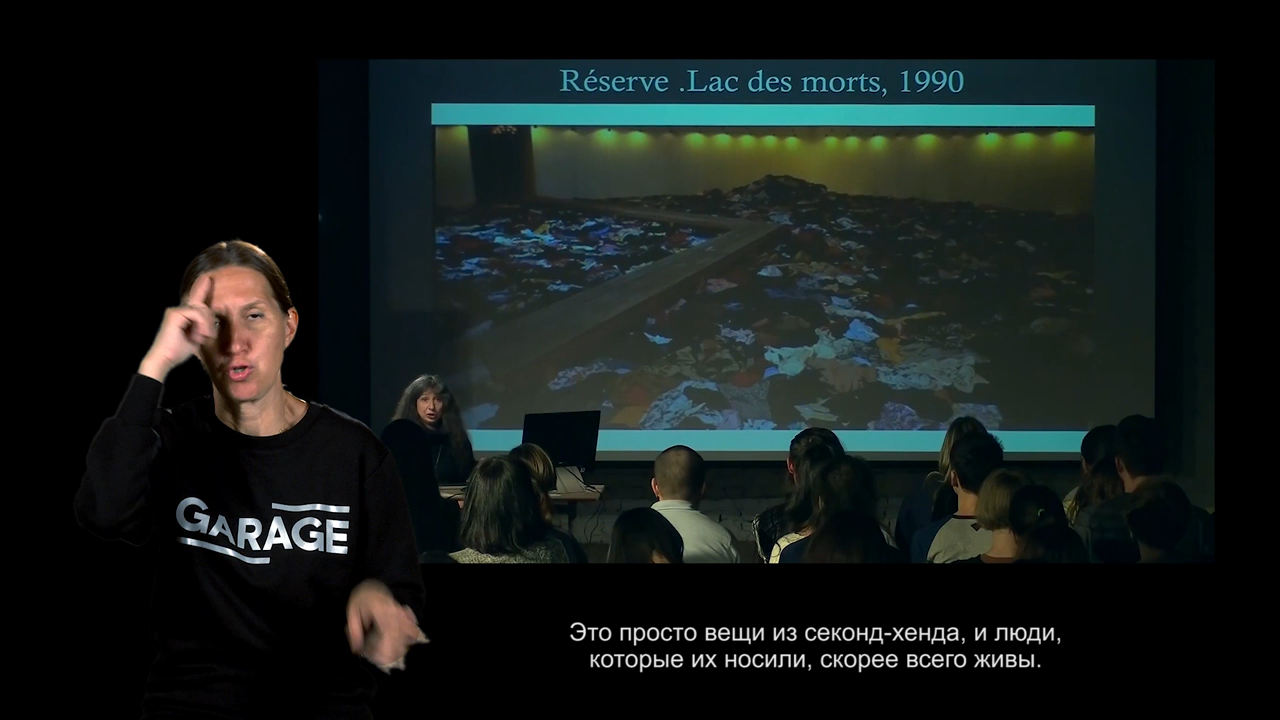 Réserve .Lac des morts, 1990
GARAGE
Это просто вещи из секонд-хенда, и люди,
которые их носили, скорее всего живы.